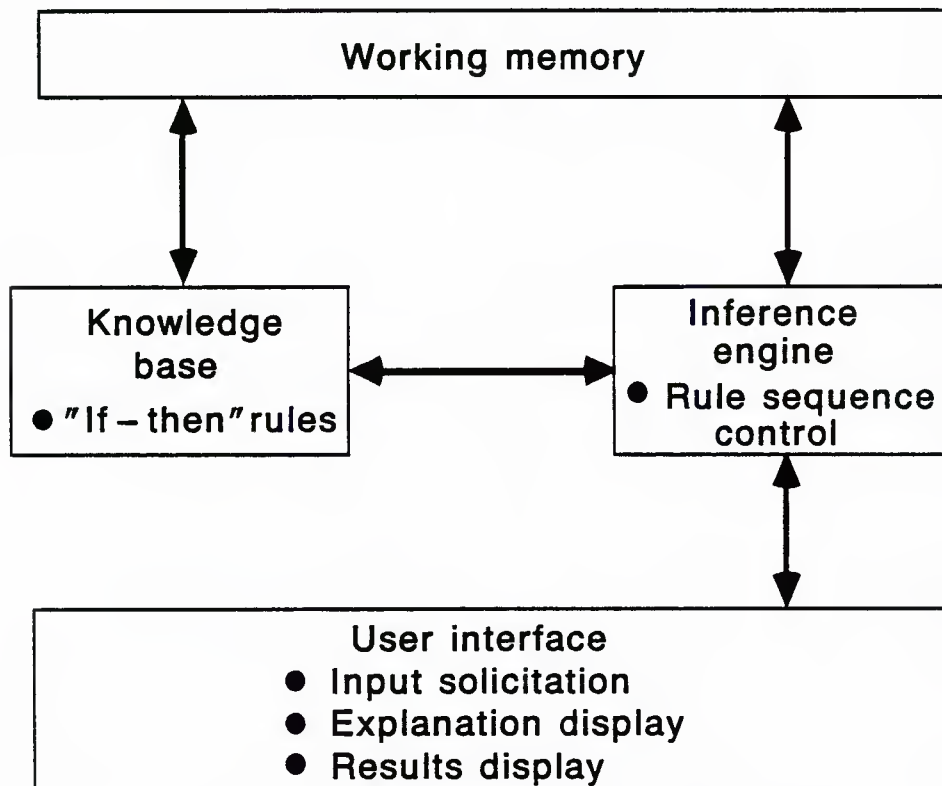 Working memory
Knowledge
base
● "If – then" rules
Inference
engine
● Rule sequence
control
User interface
● Input solicitation
● Explanation display
● Results display